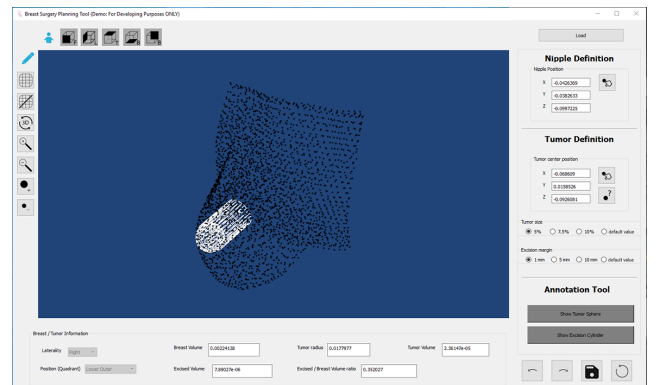 Breast Surgery Planning Tool (Demo: For Developing Purposes ONLY)
Load
Nipple Definition
Nipple Position
X -0.0426369
Y -0.0382633
Z -0.0997225
Tumor Definition
Tumor center position
X -0.068609
Y 0.0158526
Z -0.0926081
Tumor size
5% 7.5% 10% default value
Excision margin
1 mm 5 mm 10 mm default value
Annotation Tool
Show Tumor Sphere
Show Excision Cylinder
3D
Breast / Tumor Information
Laterality Right Breast Volume 0.00224138 Tumor radius 0.0177977 Tumor Volume 2.36147e-05
Position (Quadrant) Lower Outer Excised Volume 7.89027e-05 Excised / Breast Volume ratio 0.352027